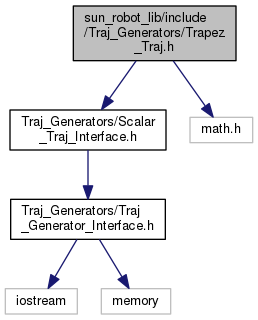 sun_robot_lib/include
/Traj_Generators/Trapez
_Traj.h
Traj_Generators/Scalar
_Traj_Interface.h
math.h
Traj_Generators/Traj
_Generator_Interface.h
iostream
memory